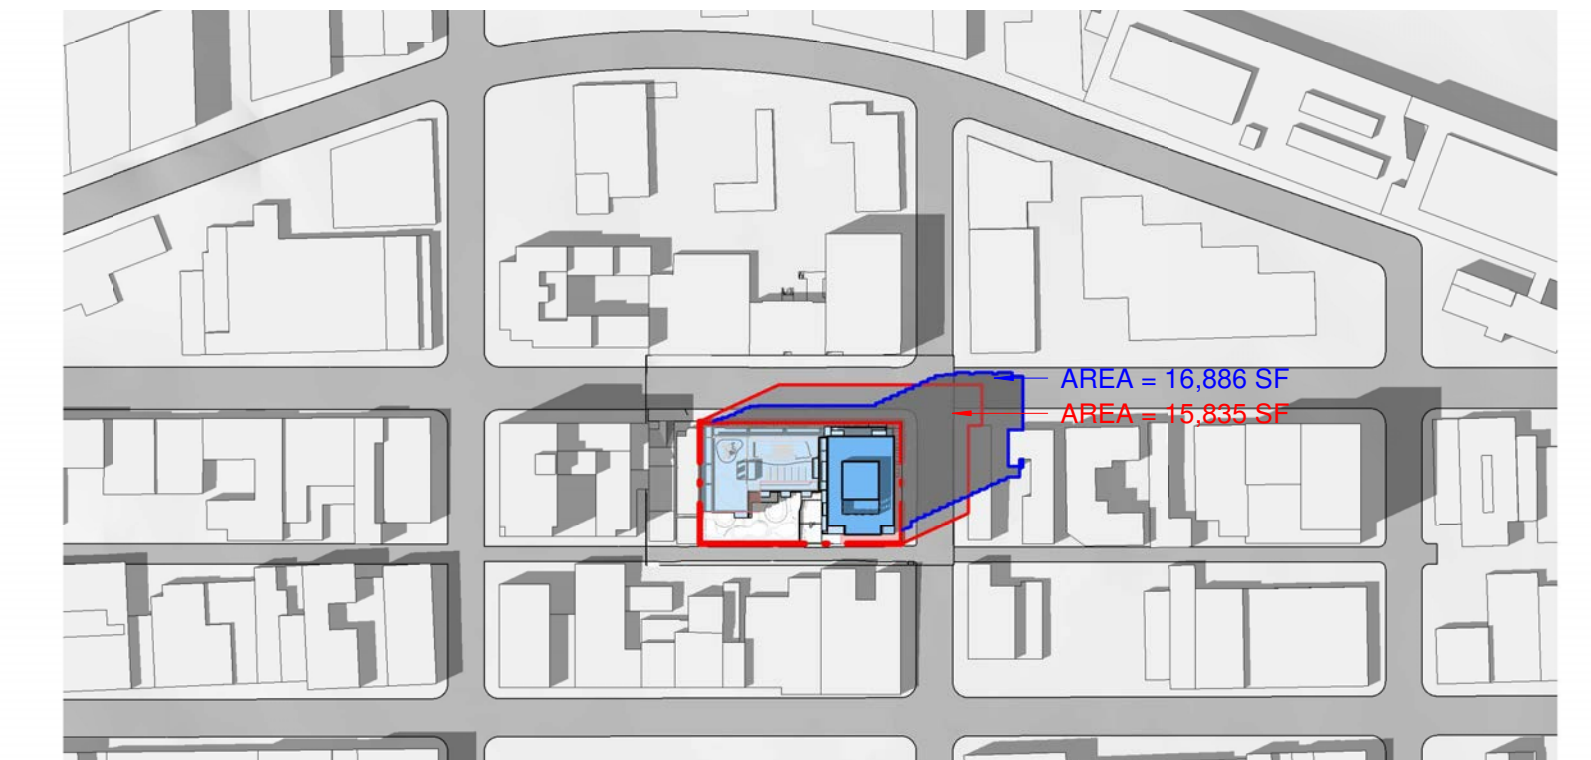 AREA = 16,886 SF
AREA = 15,835 SF